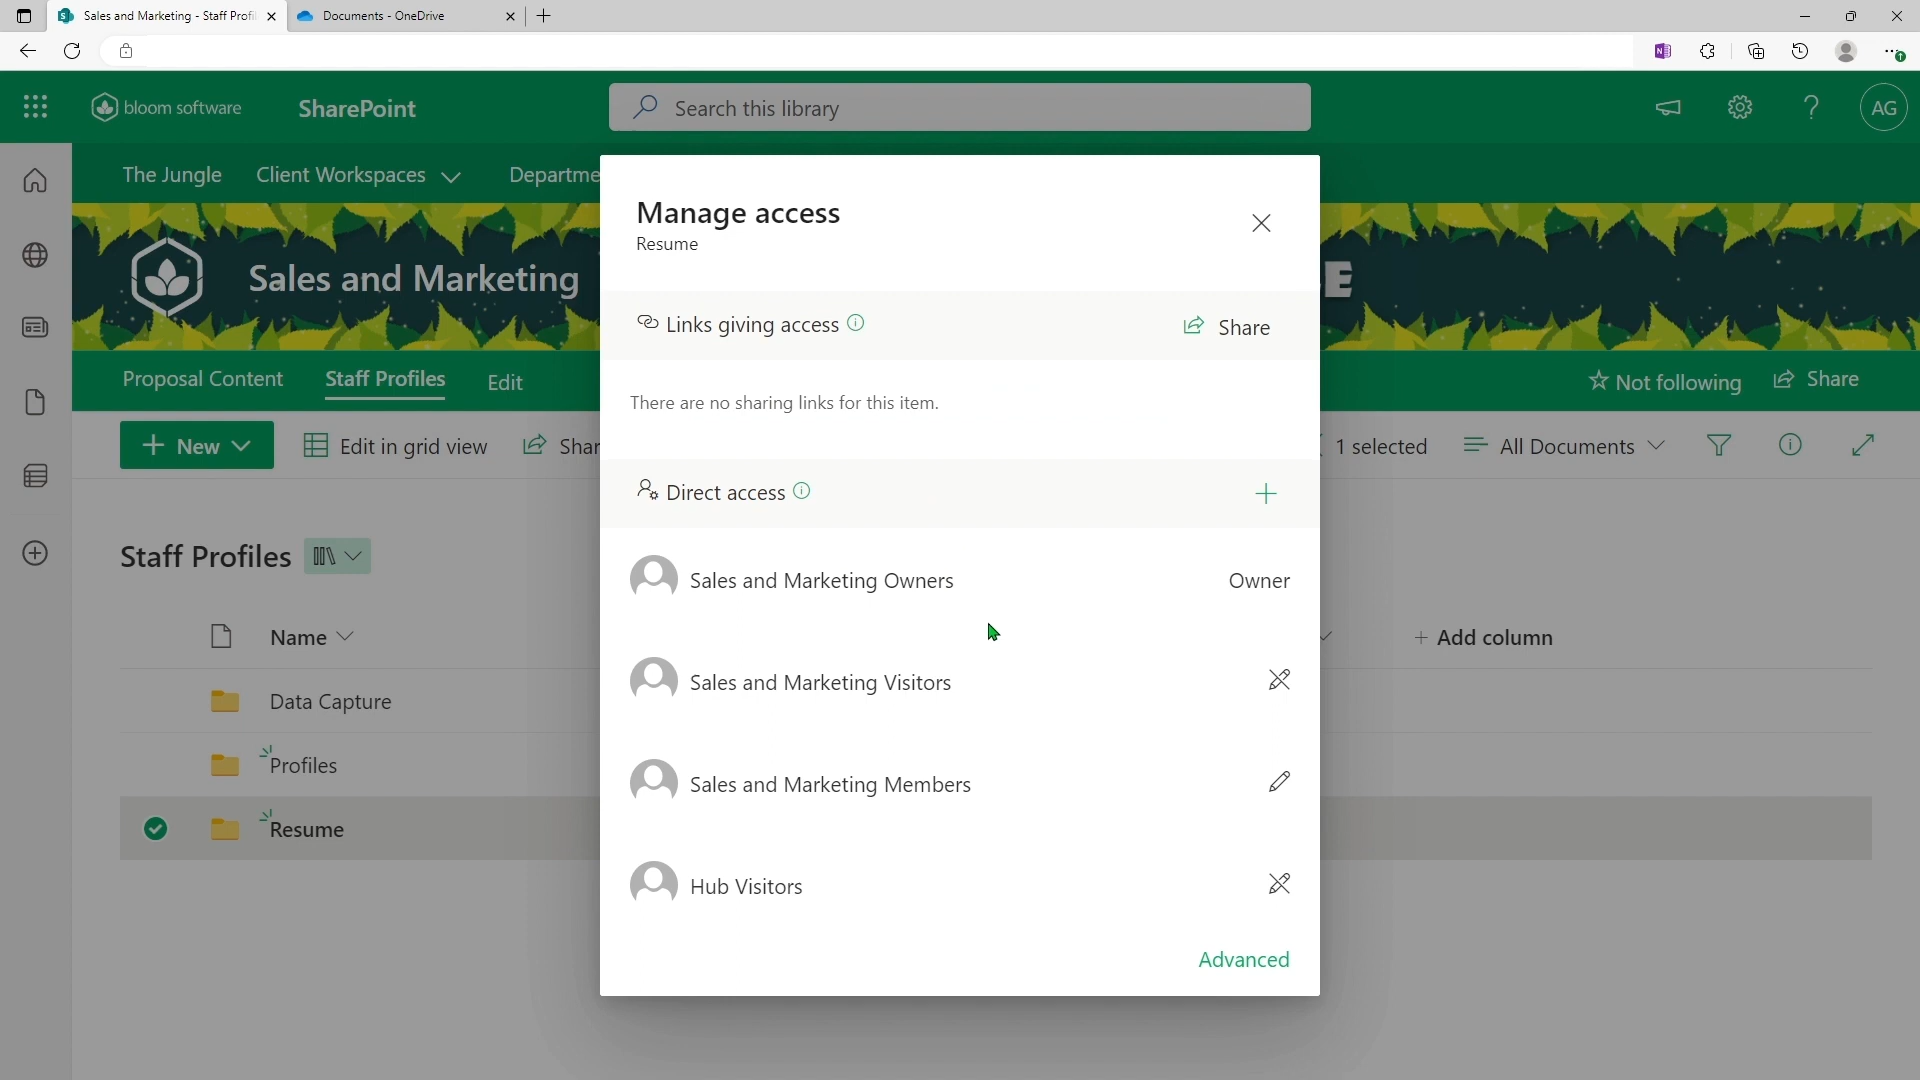 Sales and Marketing - Staff Profi
Documents - OneDrive
bloom software
SharePoint
Search this library
AG
The Jungle
Client Workspaces
Departme
Sales and Marketing
E
Proposal Content
Staff Profiles
Edit
Not following
Share
New
Edit in grid view
Shar
1 selected
All Documents
Staff Profiles
Name
Add column
Data Capture
Profiles
Resume
Manage access
Resume
Links giving access
Share
There are no sharing links for this item.
Direct access
Sales and Marketing Owners
Owner
Sales and Marketing Visitors
Sales and Marketing Members
Hub Visitors
Advanced